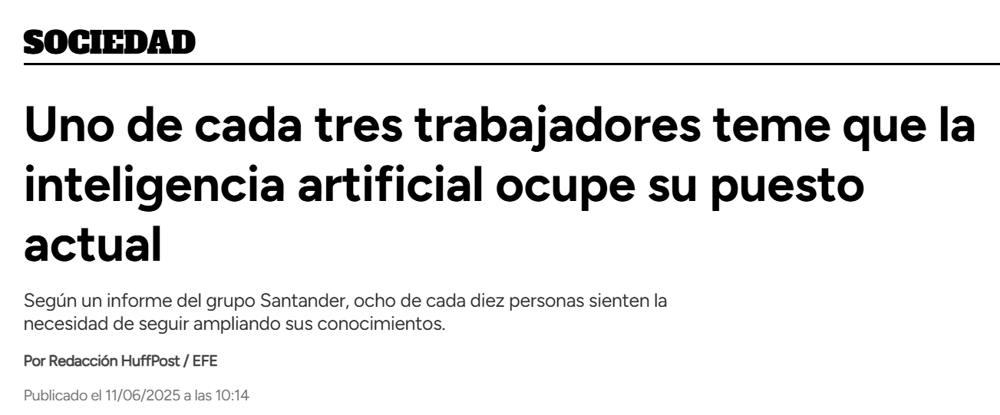 SOCIEDAD
Uno de cada tres trabajadores teme que la
inteligencia artificial ocupe su puesto
actual
Según un informe del grupo Santander, ocho de cada diez personas sienten la
necesidad de seguir ampliando sus conocimientos.
Por Redacción HuffPost / EFE
Publicado el 11/06/2025 a las 10:14